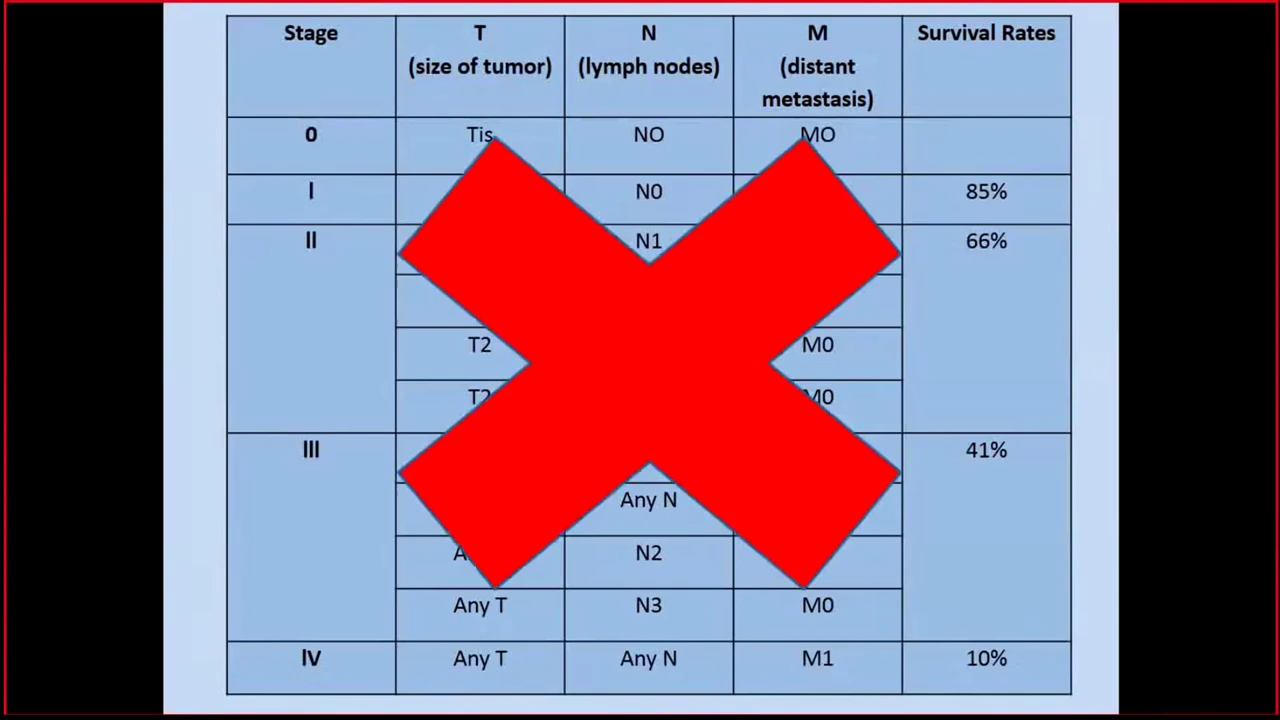 Stage T N M Survival Rates
(size of tumor) (lymph nodes) (distant
metastasis)
0 Tis NO MO
I N0 85%
II N1 66%
T2 M0
T2 M0
III 41%
Any N
N2
Any T N3 M0
IV Any T Any N M1 10%